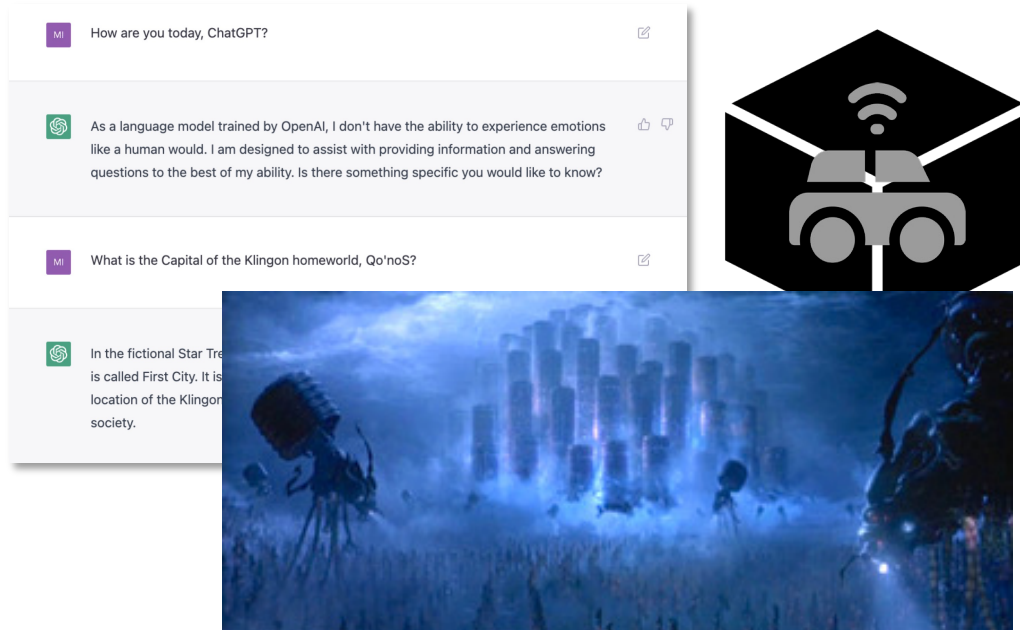 MI
How are you today, ChatGPT?
As a language model trained by OpenAI, I don't have the ability to experience emotions
like a human would. I am designed to assist with providing information and answering
questions to the best of my ability. Is there something specific you would like to know?
MI
What is the Capital of the Klingon homeworld, Qo'noS?
In the fictional Star Tre
is called First City. It is
location of the Klingon
society.